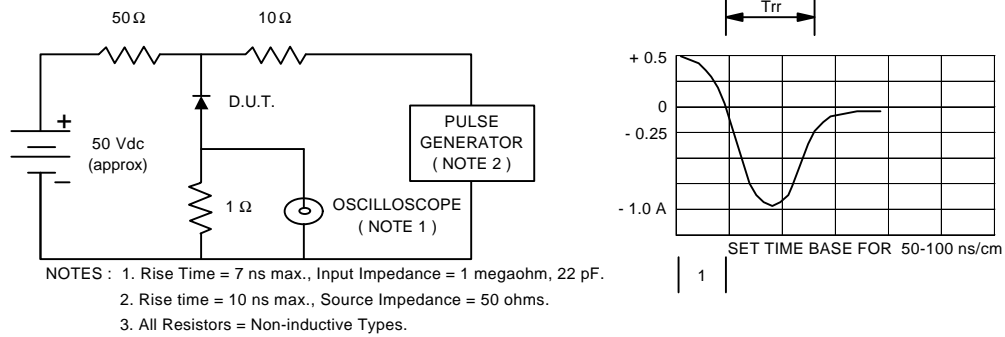 50 Ω
10 Ω
D.U.T.
+
50 Vdc
(approx)
−
1 Ω
OSCILLOSCOPE
( NOTE 1 )
PULSE
GENERATOR
( NOTE 2 )
NOTES : 1. Rise Time = 7 ns max., Input Impedance = 1 megaohm, 22 pF.
2. Rise time = 10 ns max., Source Impedance = 50 ohms.
3. All Resistors = Non-inductive Types.
Trr
+ 0.5
0
- 0.25
- 1.0 A
SET TIME BASE FOR 50-100 ns/cm
1